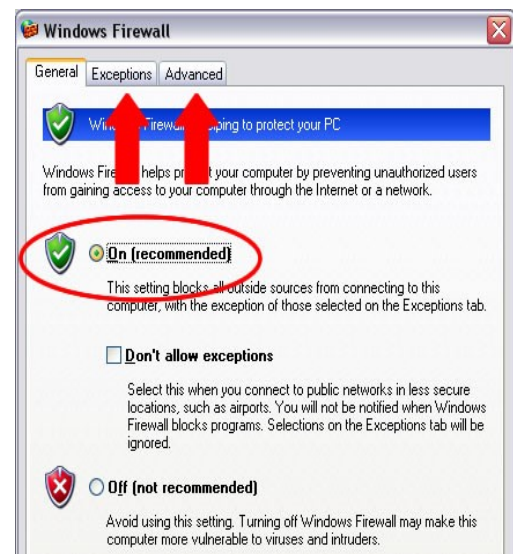 Windows Firewall
General Exceptions Advanced
Firewall helping to protect your PC
Windows helps your computer by preventing unauthorized users
from gaining access to your computer through the Internet or a network.
On (recommended)
This setting blocks all outside sources from connecting to this
computer, with the exception of those selected on the Exceptions tab.
Don't allow exceptions
Select this when you connect to public networks in less secure
locations, such as airports. You will not be notified when Windows
Firewall blocks programs. Selections on the Exceptions tab will be
ignored.
Off (not recommended)
Avoid using this setting. Turning off Windows Firewall may make this
computer more vulnerable to viruses and intruders.